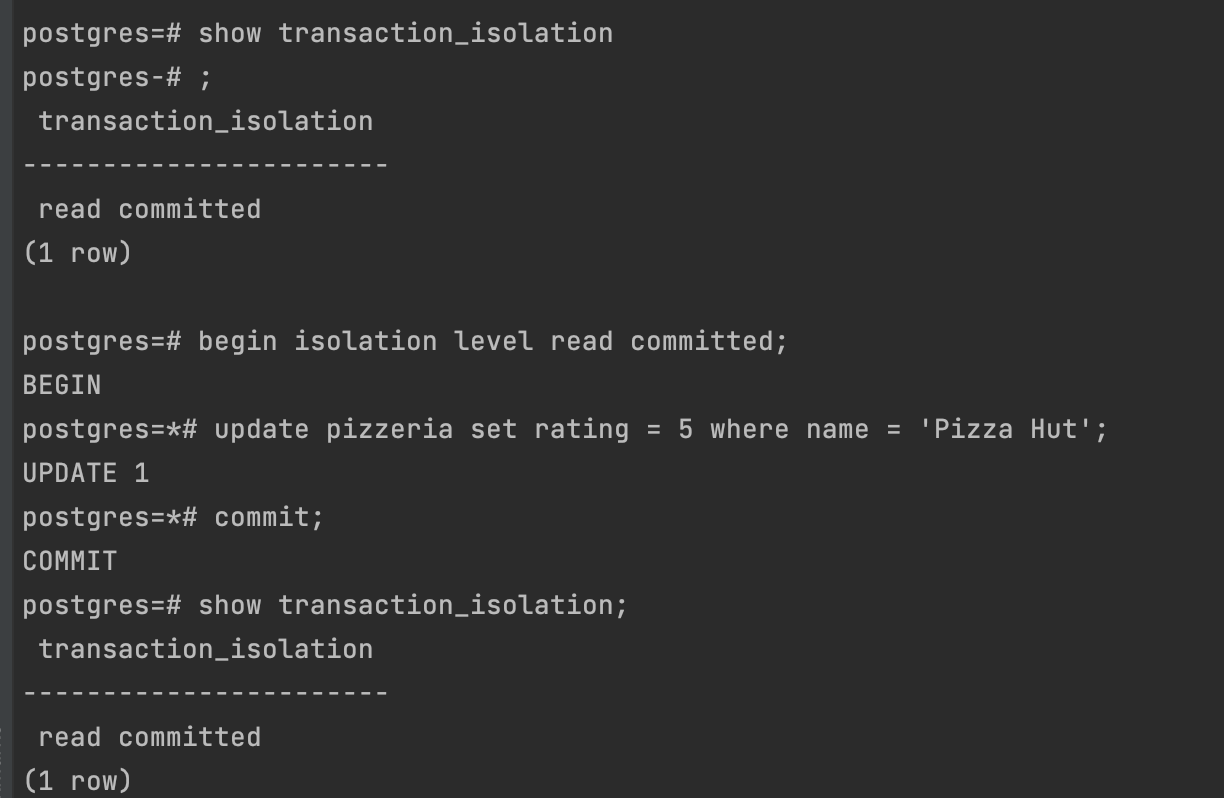 postgres=# show transaction_isolation
postgres-# ;
 transaction_isolation
-----------------------
 read committed
(1 row)

postgres=# begin isolation level read committed;
BEGIN
postgres=*# update pizzeria set rating = 5 where name = 'Pizza Hut';
UPDATE 1
postgres=*# commit;
COMMIT
postgres=# show transaction_isolation;
 transaction_isolation
-----------------------
 read committed
(1 row)